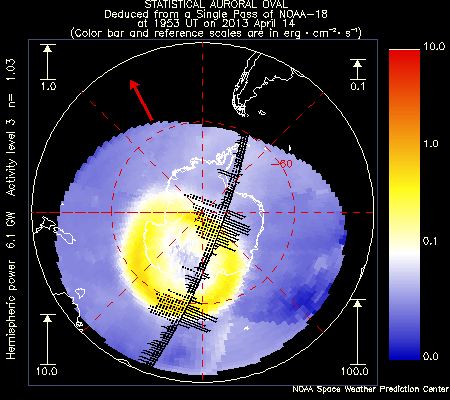 STATISTICAL AURORAL OVAL
Deduced from a Single Pass of NOAA-18
at 1953 UT on 2013 April 14
(Color bar and reference scales are in erg · cm⁻² · s⁻¹)
Hemispheric power 6.1 GW Activity level 3 n= 1.03
1.0
0.1
10.0
100.0
-60
10.0
1.0
0.1
0.0
NOAA Space Weather Prediction Center